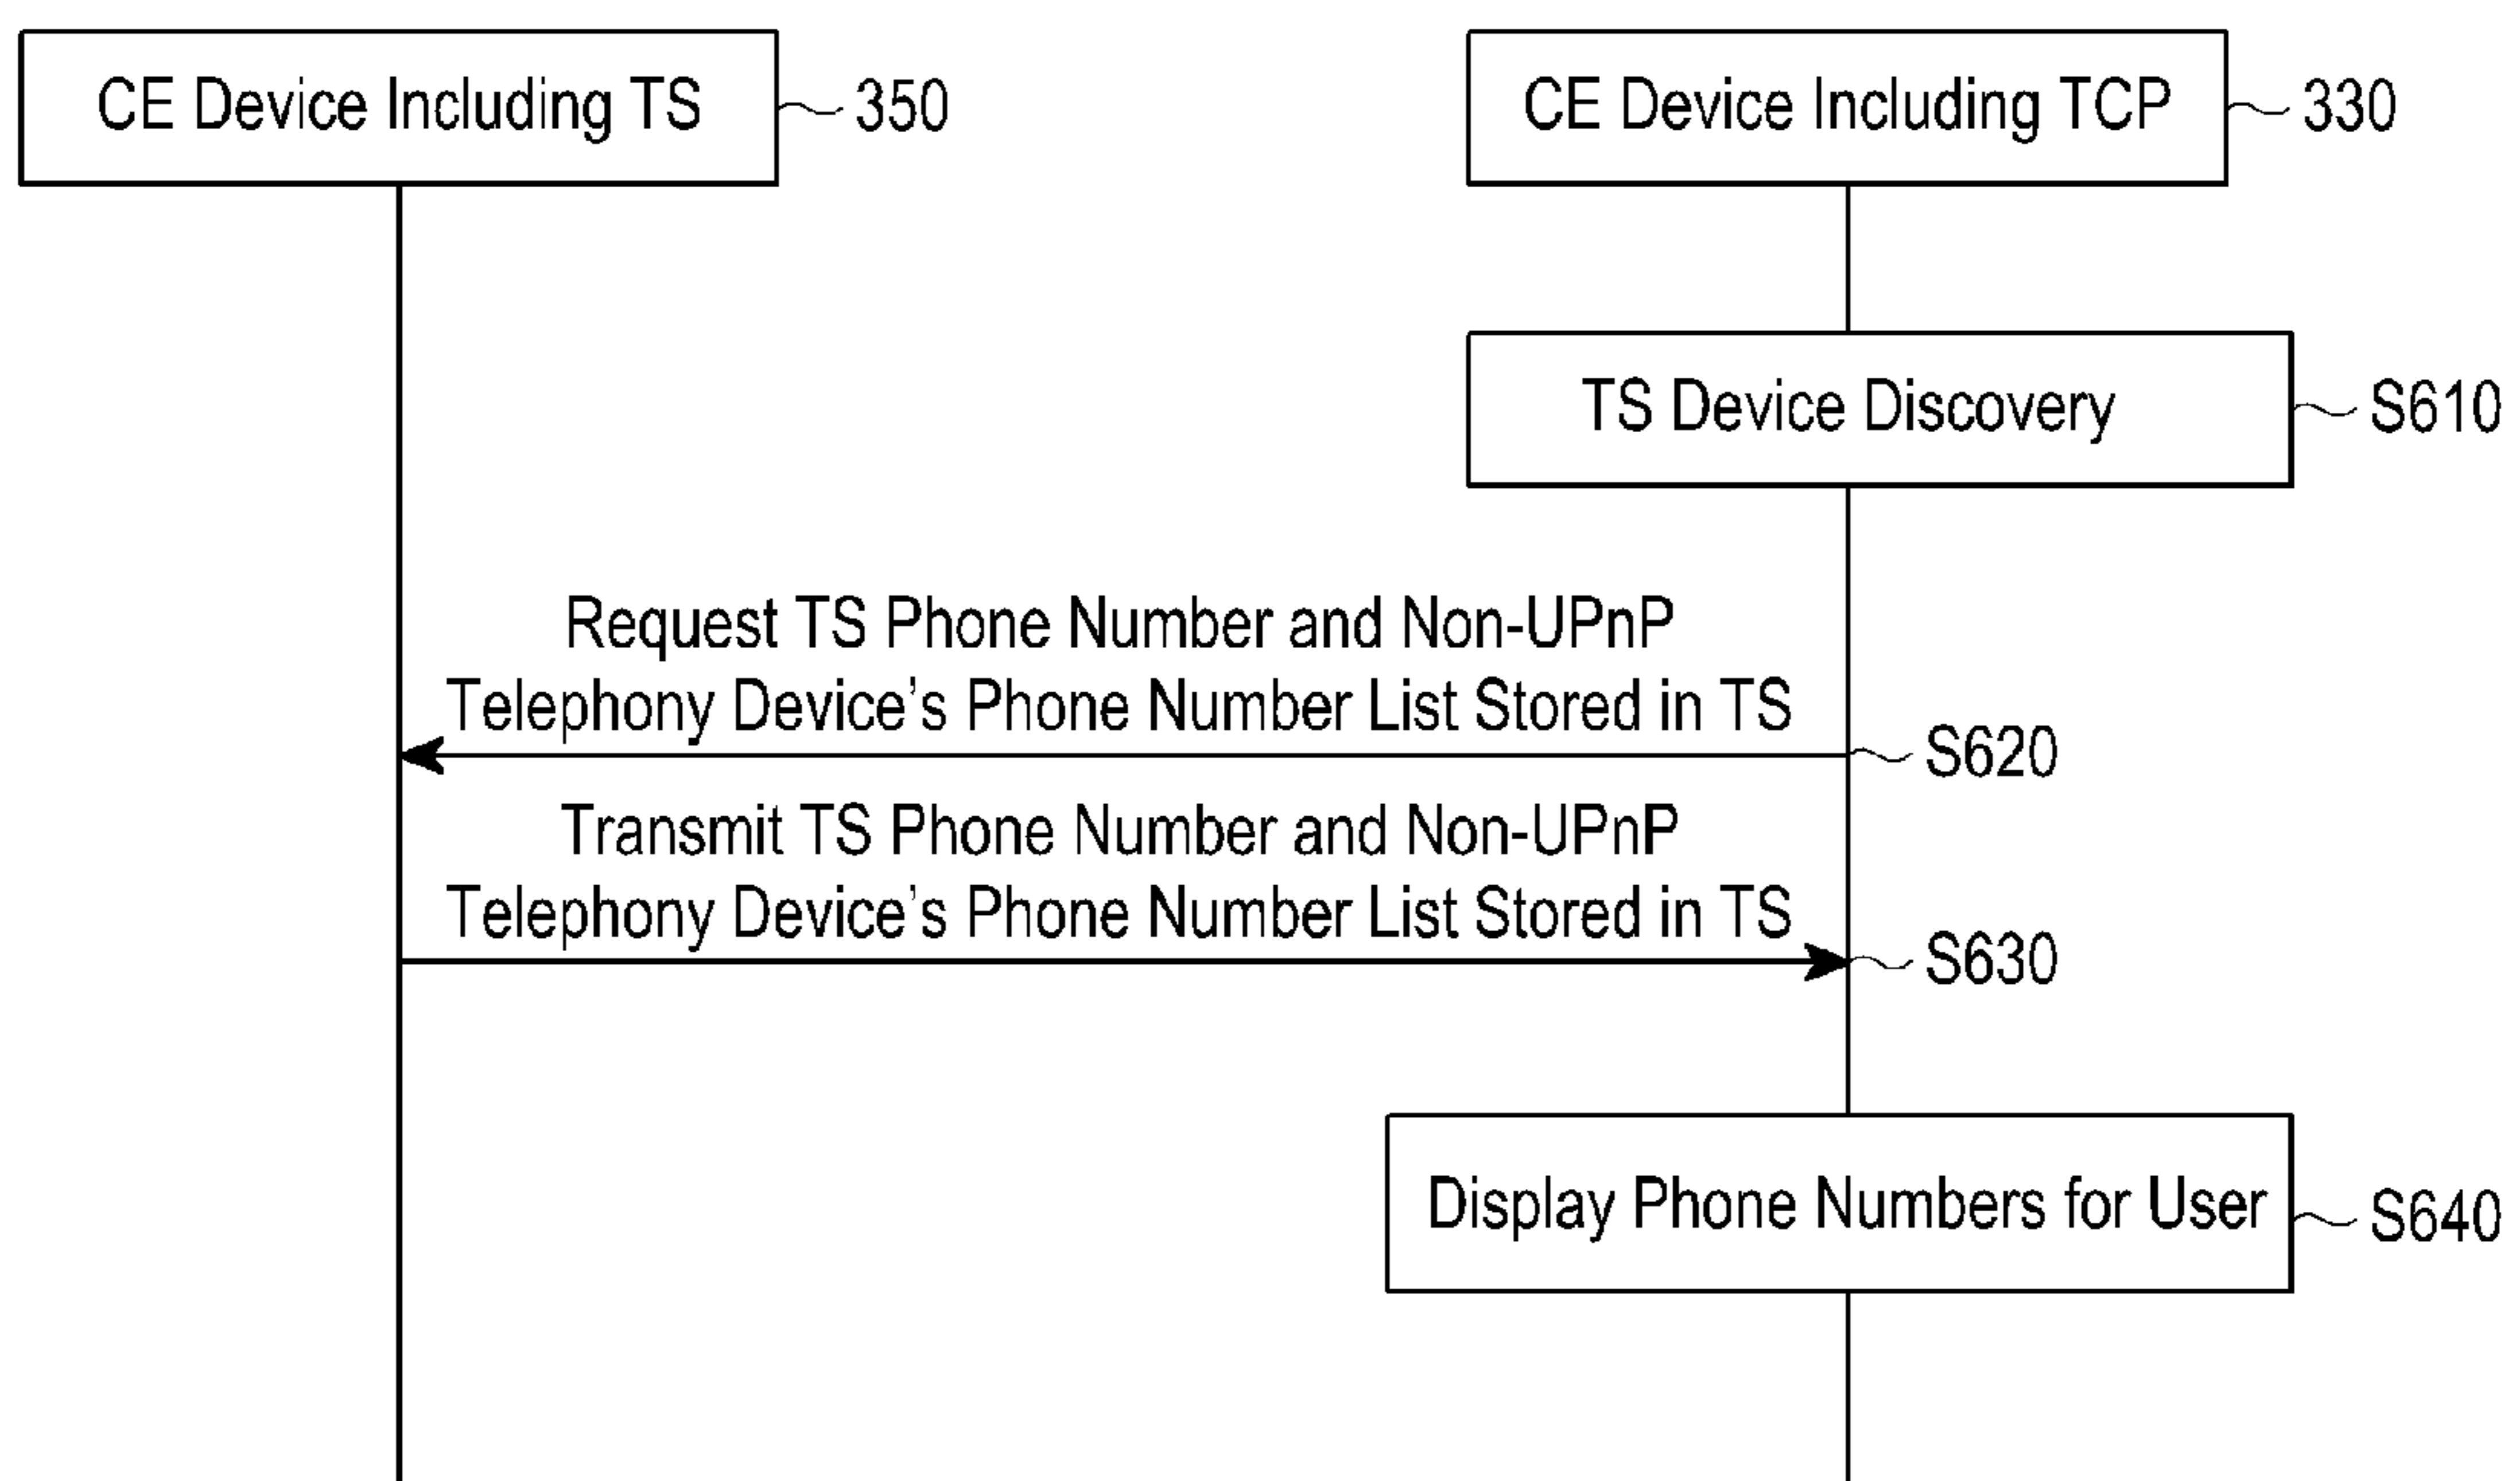 CE Device Including TS
350
CE Device Including TCP
330
TS Device Discovery
S610
Request TS Phone Number and Non-UPnP
Telephony Device's Phone Number List Stored in TS
S620
Transmit TS Phone Number and Non-UPnP
Telephony Device's Phone Number List Stored in TS
S630
Display Phone Numbers for User
S640